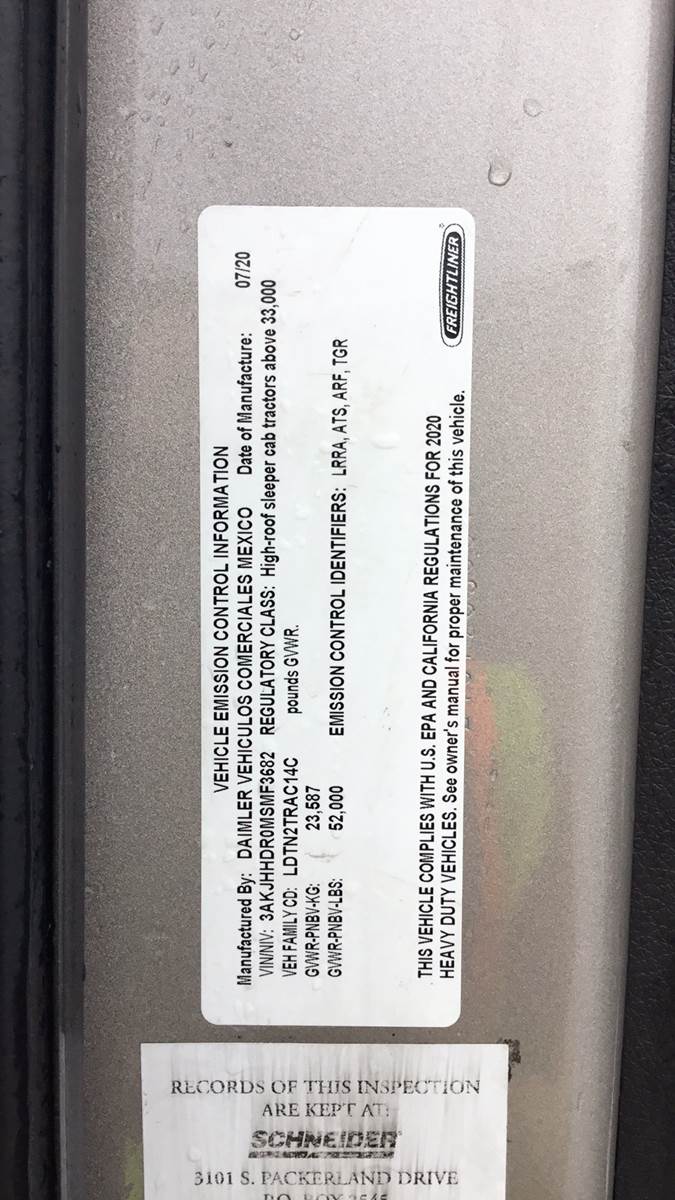 VEHICLE EMISSION CONTROL INFORMATION
Manufactured By: DAIMLER VEHICULOS COMERCIALES MEXICO Date of Manufacture: 07/20
VIN/NIV: 3AKJHHDR0MSMF3682 REGULATORY CLASS: High-roof sleeper cab tractors above 33,000
VEH FAMILY CD: LDTN2TRAC14C pounds GVWR.
GVWR-PNBV-KG: 23,587
GVWR-PNBV-LBS: 52,000 EMISSION CONTROL IDENTIFIERS: LRRA, ATS, ARF, TGR
THIS VEHICLE COMPLIES WITH U.S. EPA AND CALIFORNIA REGULATIONS FOR 2020
HEAVY DUTY VEHICLES. See owner's manual for proper maintenance of this vehicle.
FREIGHTLINER
RECORDS OF THIS INSPECTION
ARE KEPT AT:
SCHNEIDER
3101 S. PACKERLAND DRIVE
P.O. BOX 2545